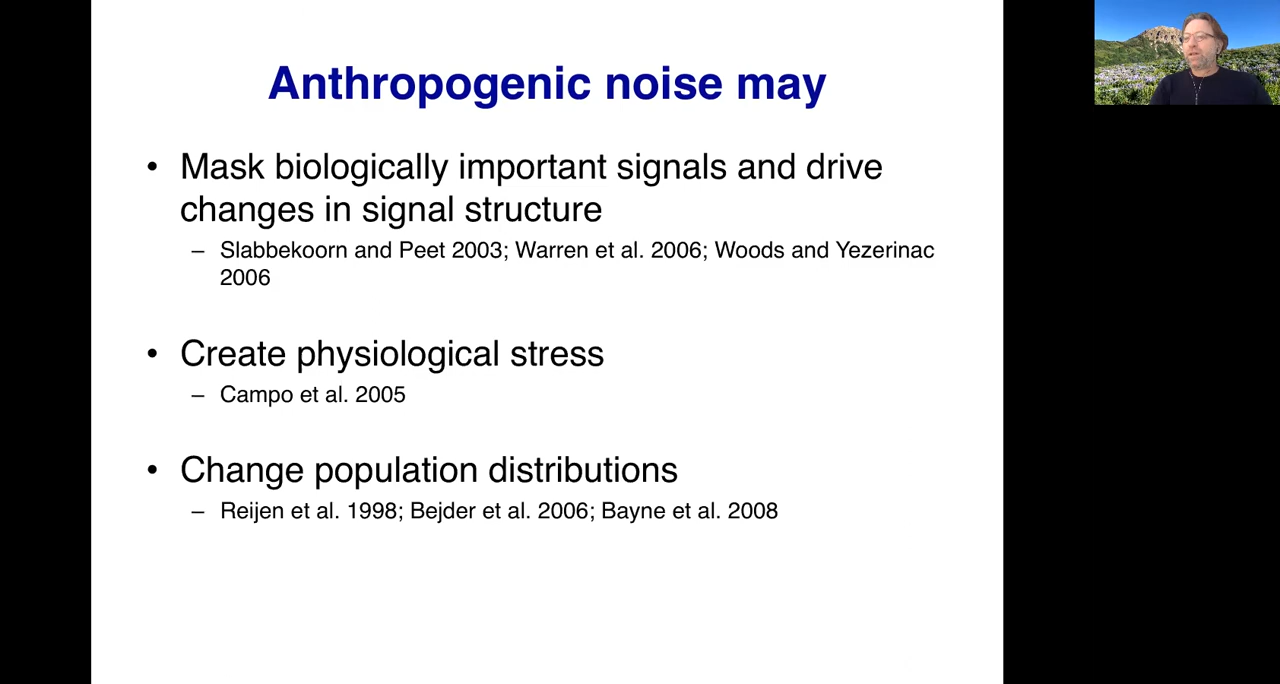 Anthropogenic noise may
• Mask biologically important signals and drive
changes in signal structure
– Slabbekoorn and Peet 2003; Warren et al. 2006; Woods and Yezerinac
2006
• Create physiological stress
– Campo et al. 2005
• Change population distributions
– Reijen et al. 1998; Bejder et al. 2006; Bayne et al. 2008